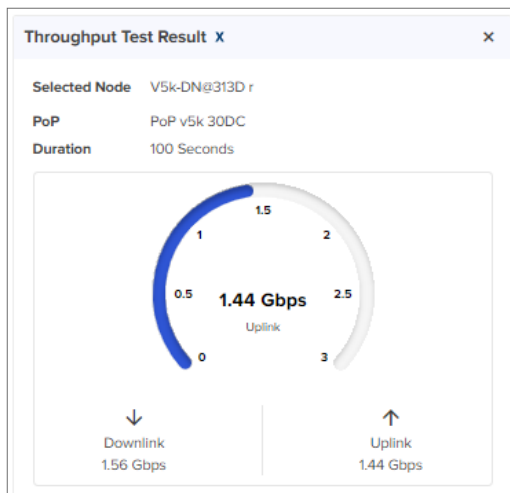 Throughput Test Result X ×
Selected Node V5k-DN@313D r
PoP PoP v5k 30DC
Duration 100 Seconds
1.5
1 2
0.5 1.44 Gbps 2.5
Uplink
0 3
↓ ↑
Downlink Uplink
1.56 Gbps 1.44 Gbps